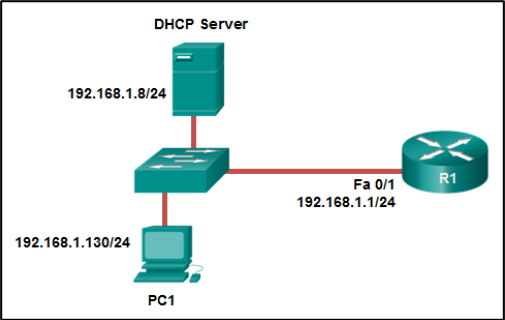 DHCP Server
192.168.1.8/24
R1
Fa 0/1
192.168.1.1/24
192.168.1.130/24
PC1